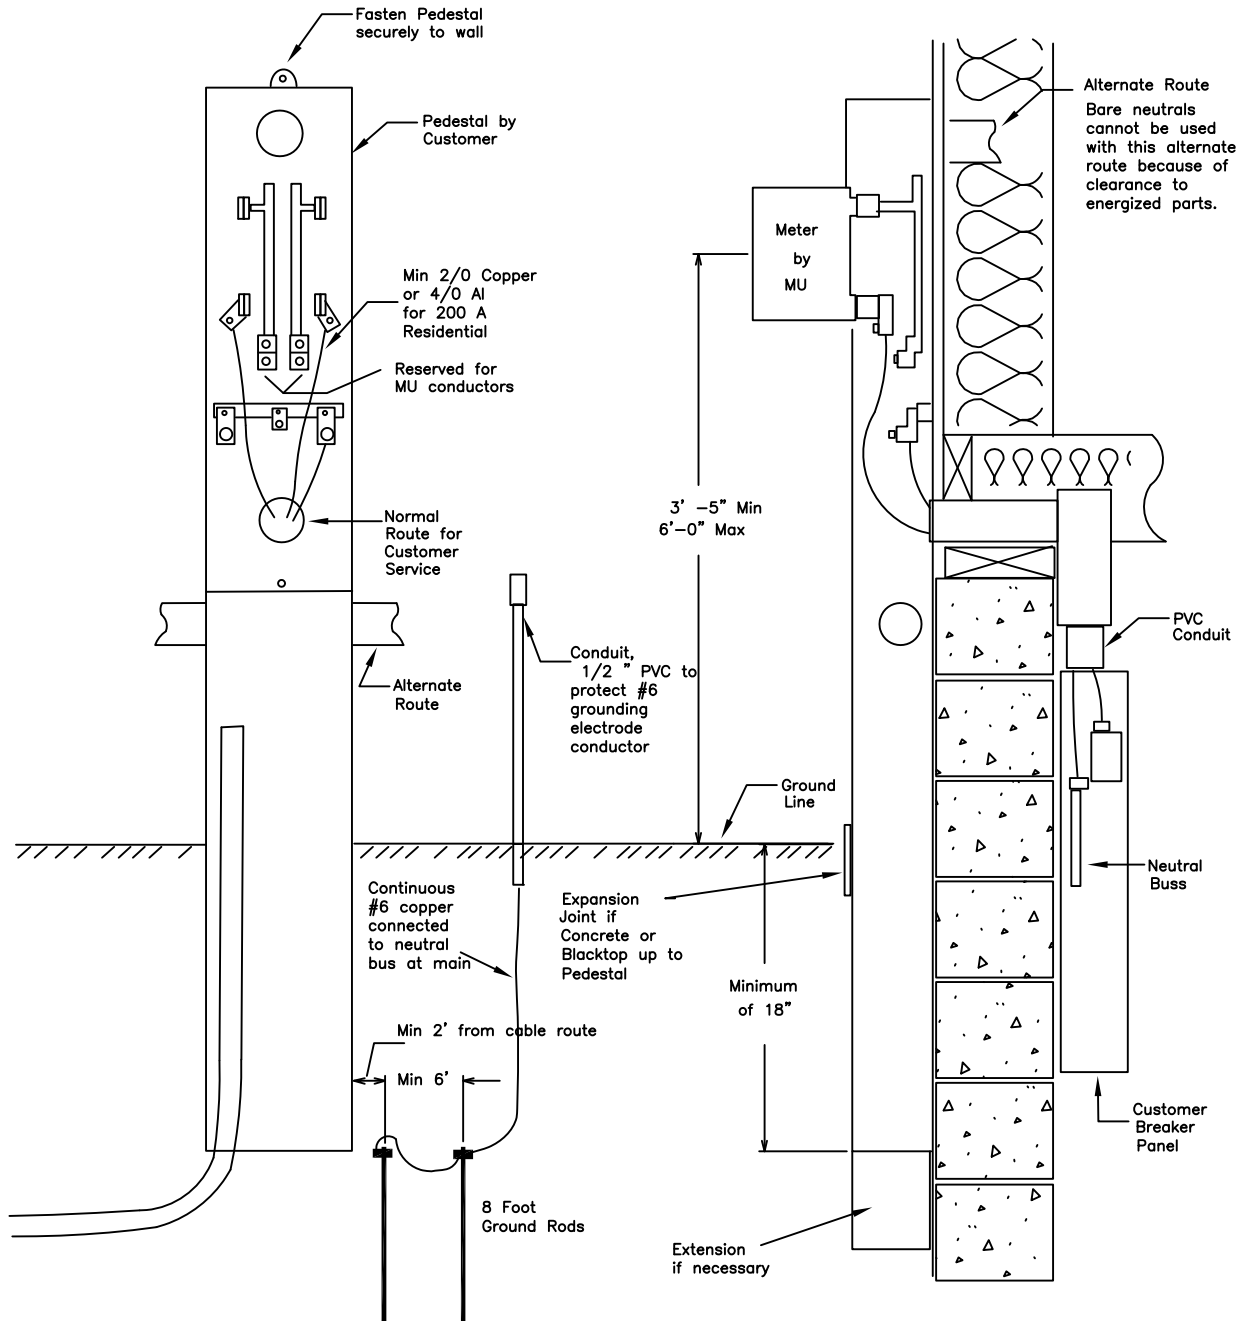 Fasten Pedestal
securely to wall
Pedestal by
Customer
Min 2/0 Copper
or 4/0 Al
for 200 A
Residential
Reserved for
MU conductors
Normal
Route for
Customer
Service
Alternate
Route
Conduit,
1/2 " PVC to
protect #6
grounding
electrode
conductor
Continuous
#6 copper
connected
to neutral
bus at main
Min 2' from cable route
Min 6'
8 Foot
Ground Rods
Alternate Route
Bare neutrals
cannot be used
with this alternate
route because of
clearance to
energized parts.
Meter
by
MU
3' -5" Min
6'-0" Max
PVC
Conduit
Ground
Line
Neutral
Buss
Expansion
Joint if
Concrete or
Blacktop up to
Pedestal
Minimum
of 18"
Customer
Breaker
Panel
Extension
if necessary